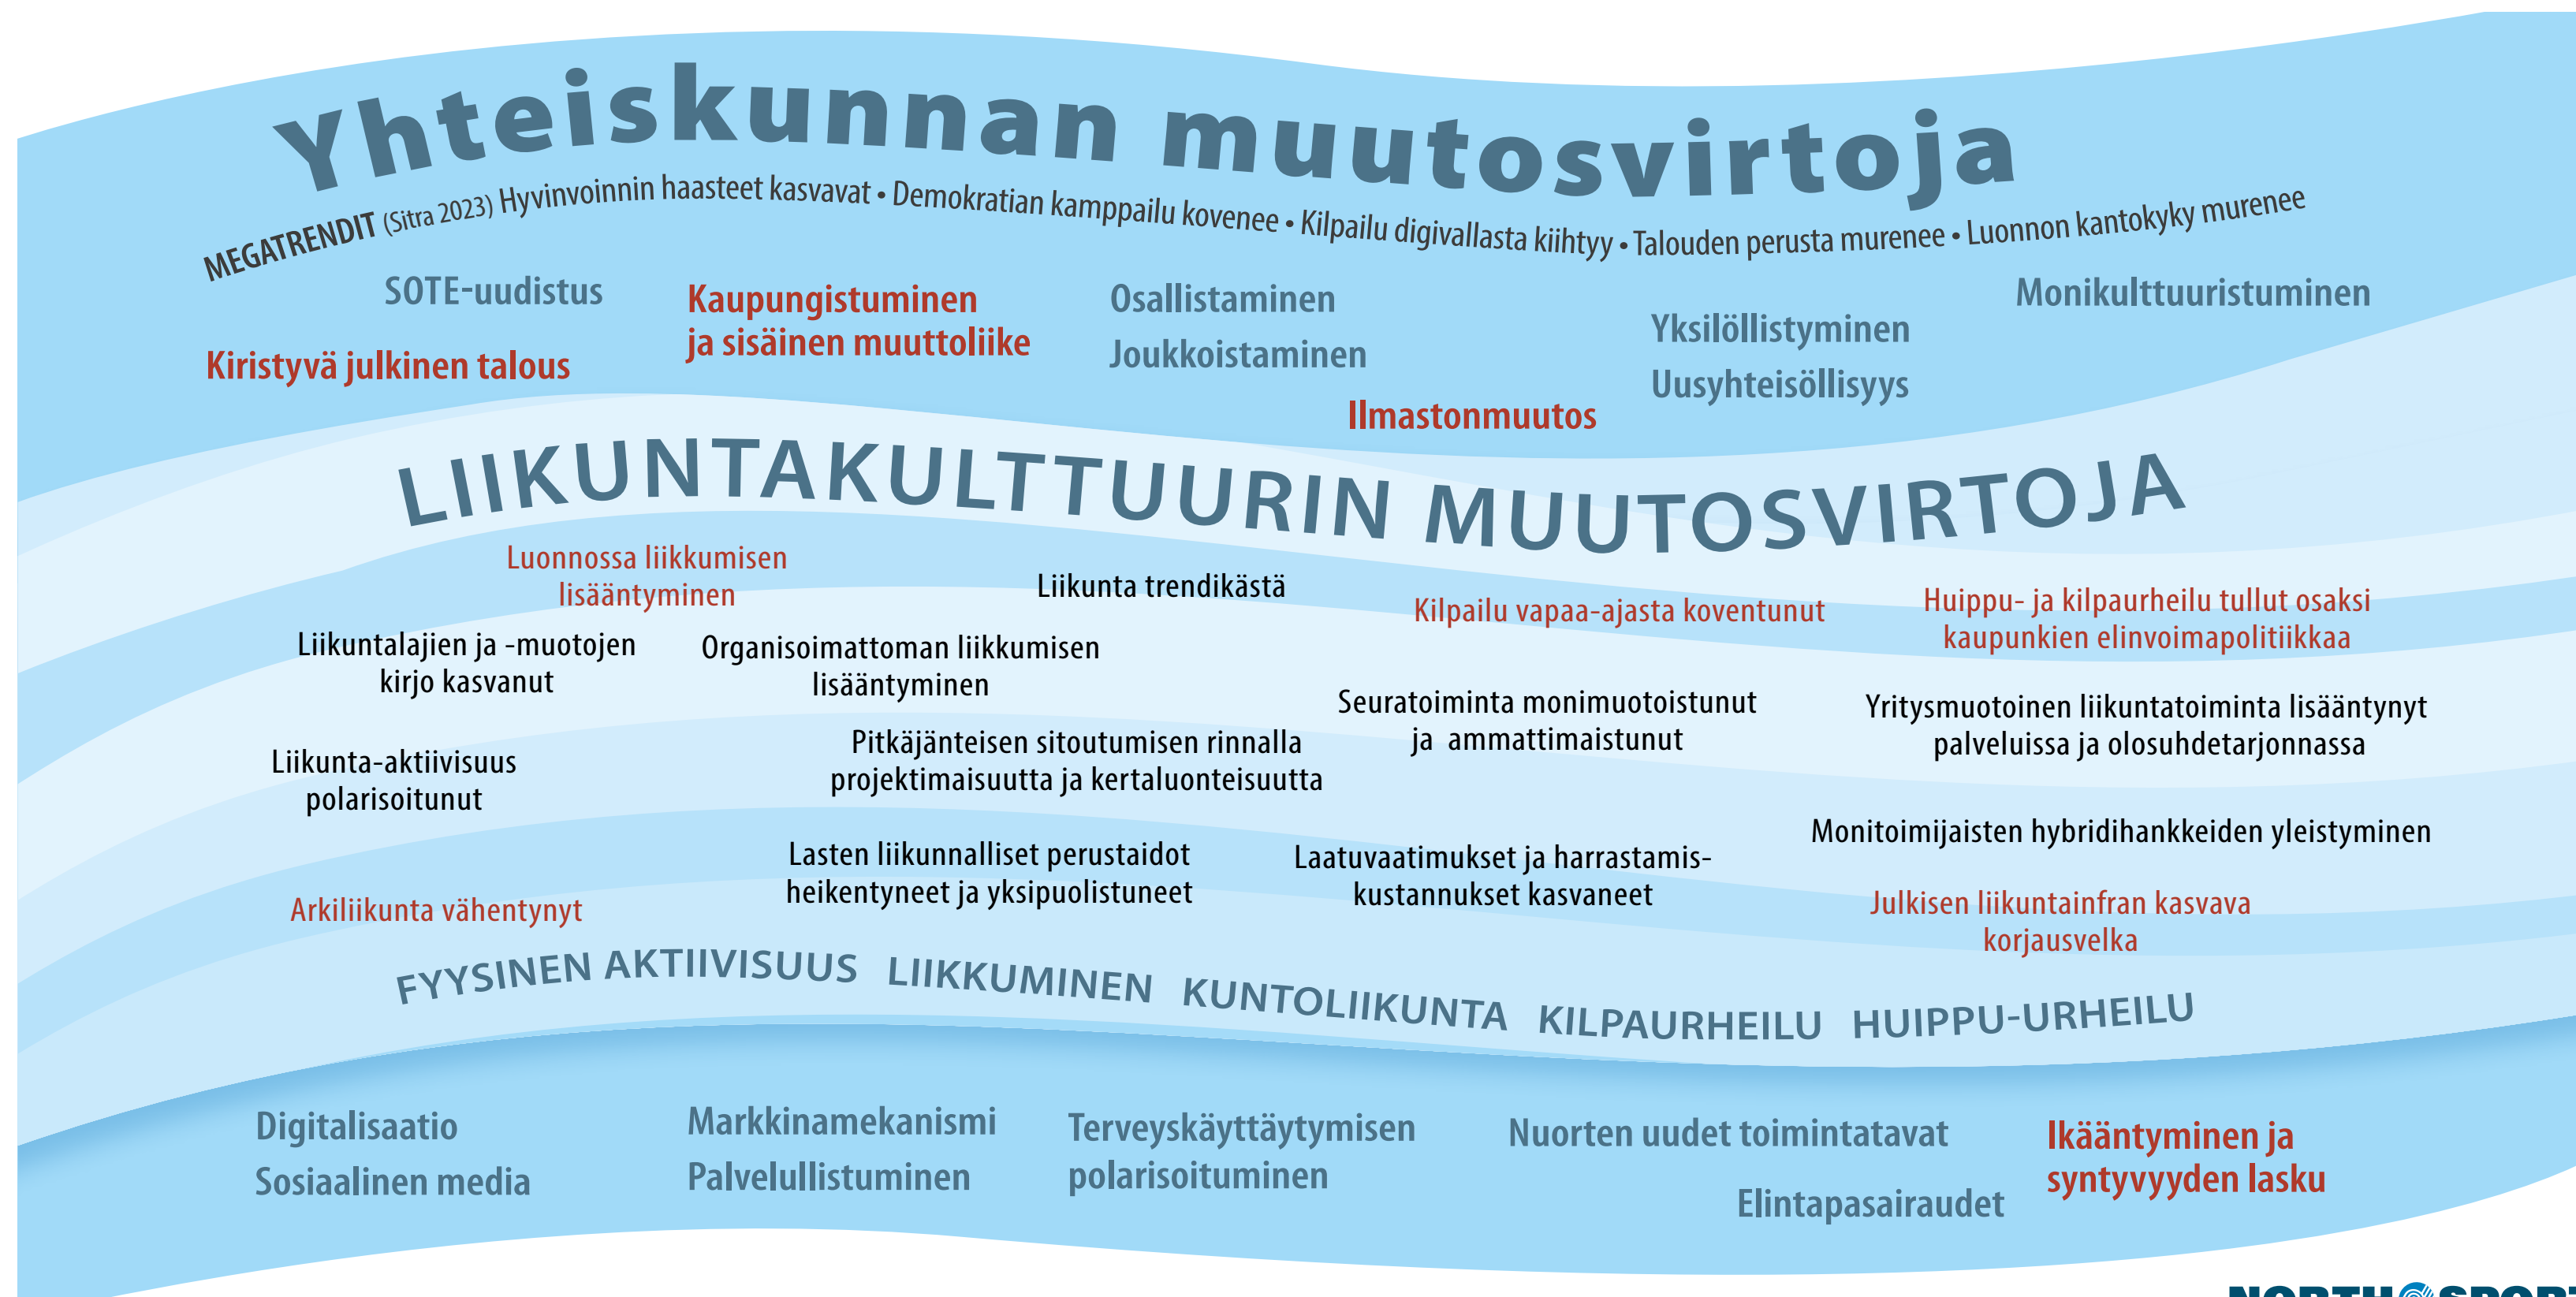 Yhteiskunnan muutosvirtoja
MEGATRENDIT (Sitra 2023) Hyvinvoinnin haasteet kasvavat • Demokratian kamppailu kovenee • Kilpailu digivallasta kiihtyy • Talouden perusta murenee • Luonnon kantokyky murenee
SOTE-uudistus
Kiristyvä julkinen talous
Kaupungistuminen
ja sisäinen muuttoliike
Osallistaminen
Joukkoistaminen
Ilmastonmuutos
Yksilöllistyminen
Uusyhteisöllisyys
Monikulttuuristuminen
LIIKUNTAKULTTUURIN MUUTOSVIRTOJA
Luonnossa liikkumisen
lisääntyminen
Liikunta trendikästä
Kilpailu vapaa-ajasta koventunut
Huippu- ja kilpaurheilu tullut osaksi
kaupunkien elinvoimapolitiikkaa
Liikuntalajien ja -muotojen
kirjo kasvanut
Organisoimattoman liikkumisen
lisääntyminen
Seuratoiminta monimuotoistunut
ja ammattimaistunut
Yritysmuotoinen liikuntatoiminta lisääntynyt
palveluissa ja olosuhdetarjonnassa
Liikunta-aktiivisuus
polarisoitunut
Pitkäjänteisen sitoutumisen rinnalla
projektimaisuutta ja kertaluonteisuutta
Monitoimijaisten hybridihankkeiden yleistyminen
Lasten liikunnalliset perustaidot
heikentyneet ja yksipuolistuneet
Laatuvaatimukset ja harrastamis-
kustannukset kasvaneet
Arkiliikunta vähentynyt
Julkisen liikuntainfran kasvava
korjausvelka
FYYSINEN AKTIIVISUUS LIIKKUMINEN KUNTOLIIKUNTA KILPAURHEILU HUIPPU-URHEILU
Digitalisaatio
Sosiaalinen media
Markkinamekanismi
Palvelullistuminen
Terveyskäyttäytymisen
polarisoituminen
Nuorten uudet toimintatavat
Elintapasairaudet
Ikääntyminen ja
syntyvyyden lasku
NORTH SPORT